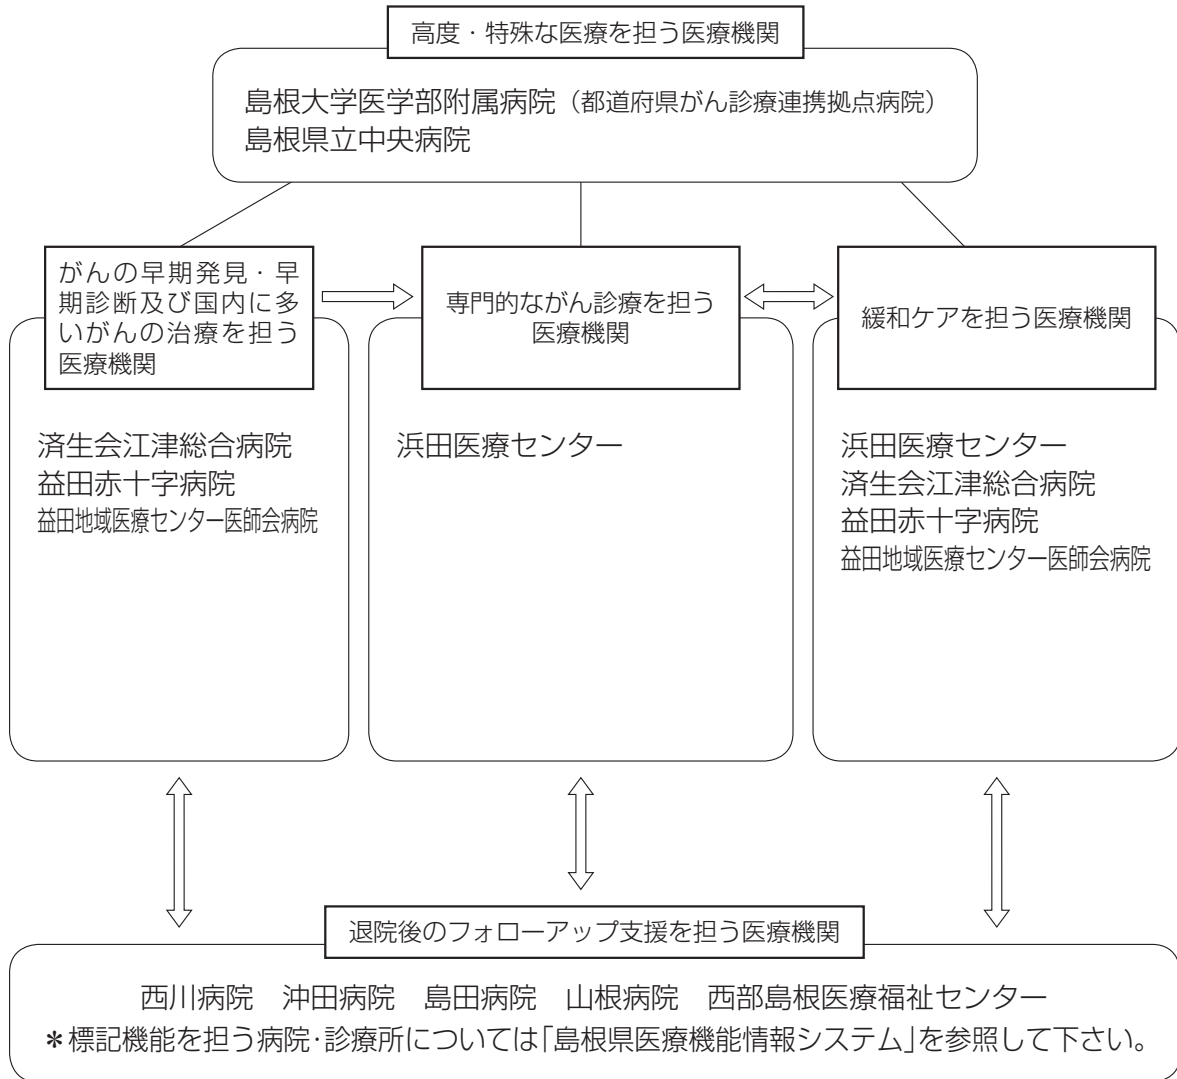 高度・特殊な医療を担う医療機関
島根大学医学部附属病院（都道府県がん診療連携拠点病院）
島根県立中央病院
がんの早期発見・早
期診断及び国内に多
いがんの治療を担う
医療機関
済生会江津総合病院
益田赤十字病院
益田地域医療センター医師会病院
専門的ながん診療を担う
医療機関
浜田医療センター
緩和ケアを担う医療機関
浜田医療センター
済生会江津総合病院
益田赤十字病院
益田地域医療センター医師会病院
退院後のフォローアップ支援を担う医療機関
西川病院　沖田病院　島田病院　山根病院　西部島根医療福祉センター
＊標記機能を担う病院・診療所については「島根県医療機能情報システム」を参照して下さい。